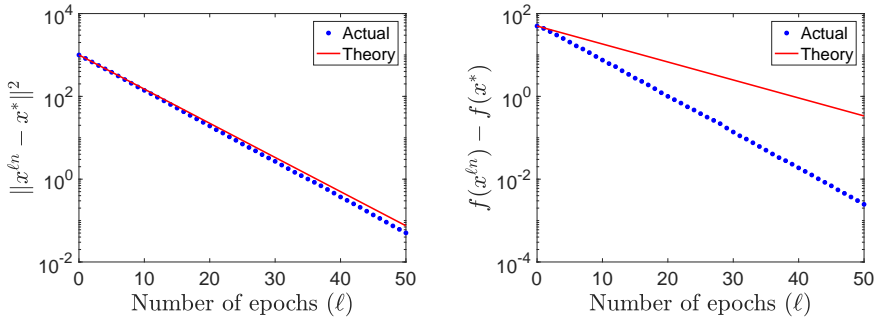 10^4
10^2
10^0
10^-2
0 10 20 30 40 50
Number of epochs (ℓ)
‖x^{ℓn} − x^*‖^2
Actual
Theory
10^2
10^0
10^-2
10^-4
0 10 20 30 40 50
Number of epochs (ℓ)
f(x^{ℓn}) − f(x^*)
Actual
Theory